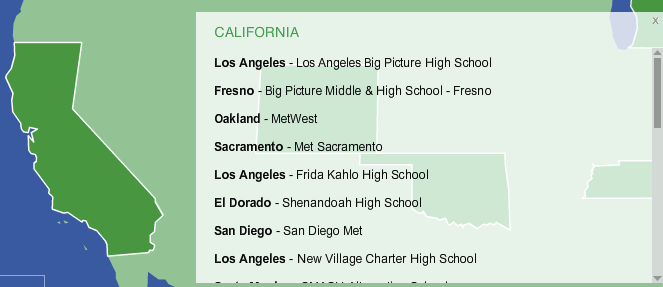 CALIFORNIA
x
Los Angeles - Los Angeles Big Picture High School
Fresno - Big Picture Middle & High School - Fresno
Oakland - MetWest
Sacramento - Met Sacramento
Los Angeles - Frida Kahlo High School
El Dorado - Shenandoah High School
San Diego - San Diego Met
Los Angeles - New Village Charter High School